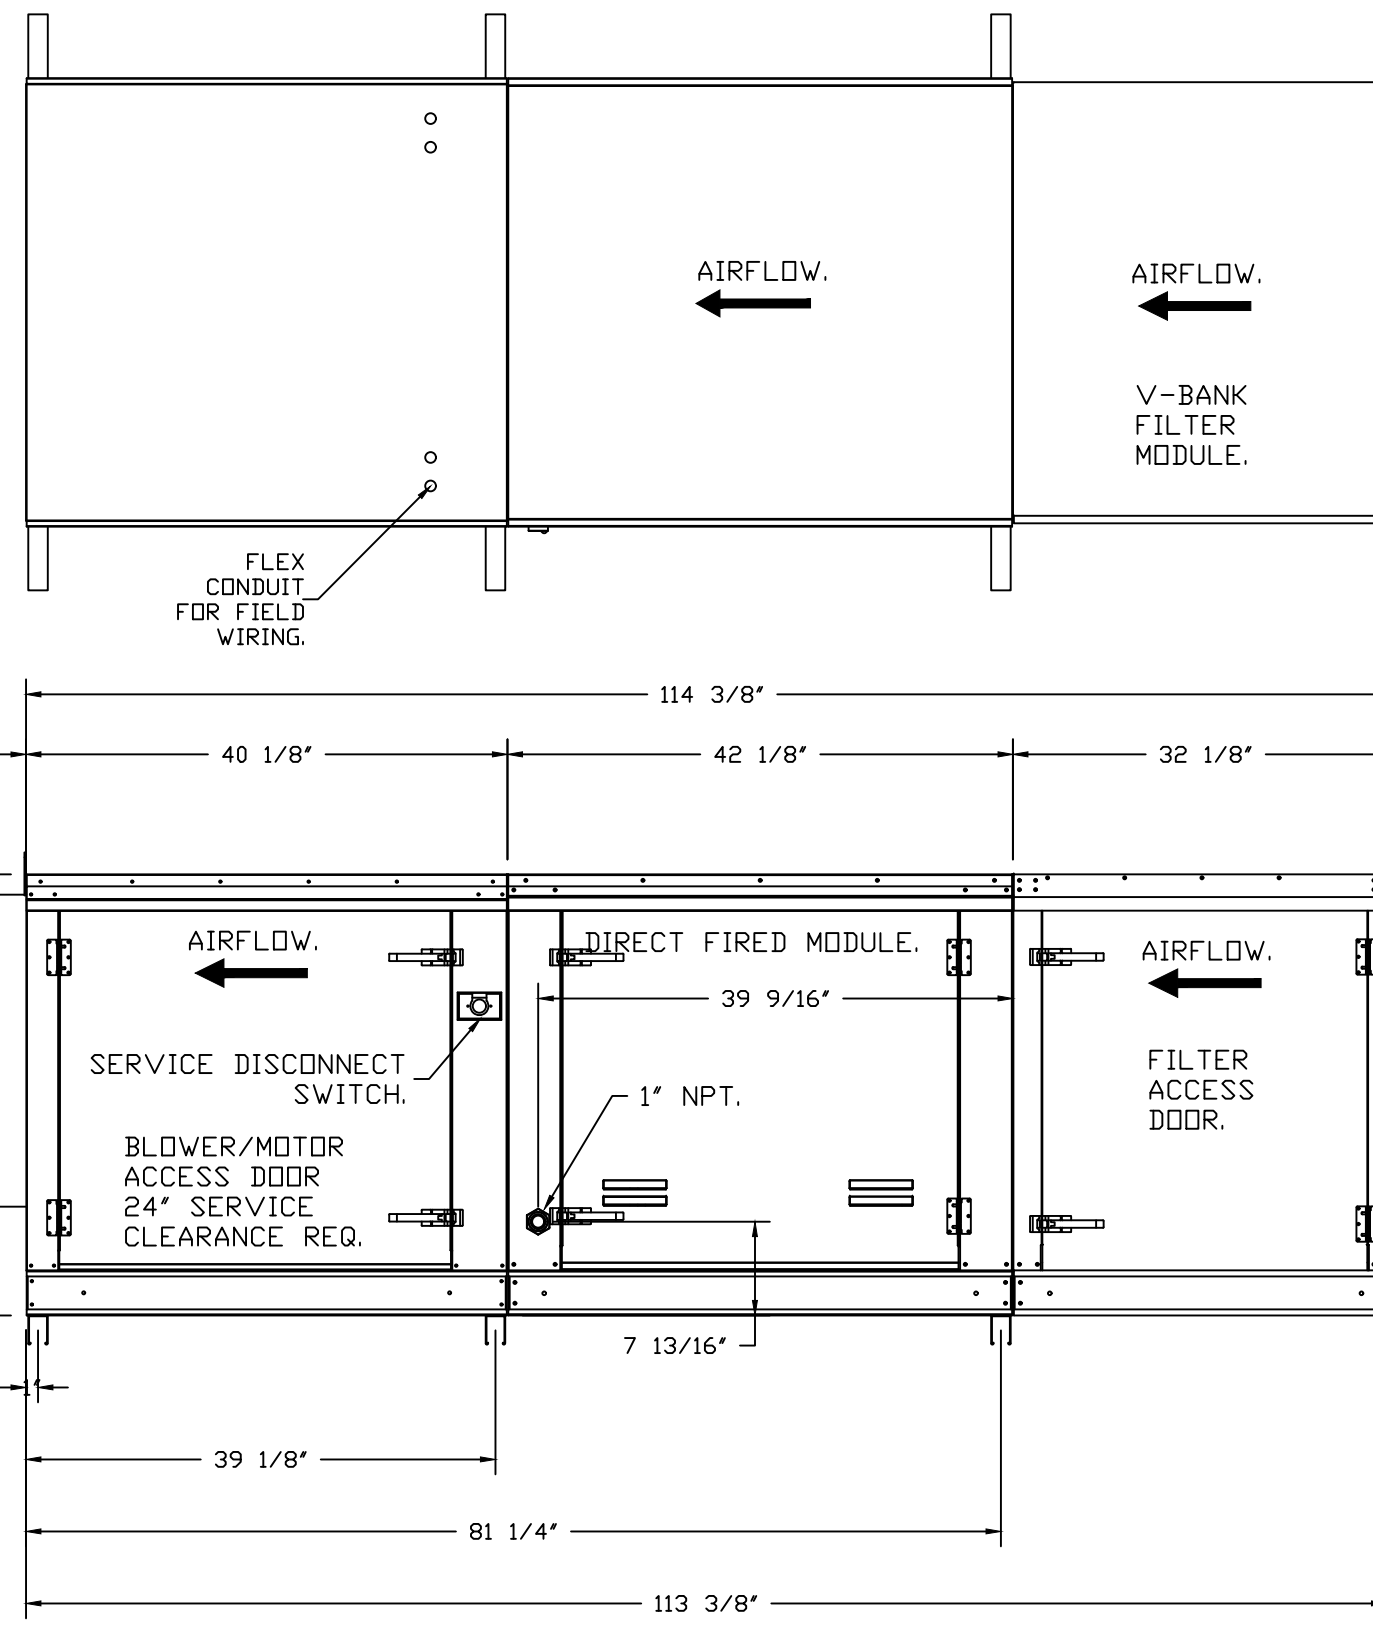 AIRFLOW.
AIRFLOW.
V-BANK
FILTER
MODULE.
FLEX
CONDUIT
FOR FIELD
WIRING.
114 3/8"
40 1/8"
42 1/8"
32 1/8"
AIRFLOW.
DIRECT FIRED MODULE.
AIRFLOW.
39 9/16"
SERVICE DISCONNECT
SWITCH.
1" NPT.
FILTER
ACCESS
DOOR.
BLOWER/MOTOR
ACCESS DOOR
24" SERVICE
CLEARANCE REQ.
7 13/16"
1"
39 1/8"
81 1/4"
113 3/8"